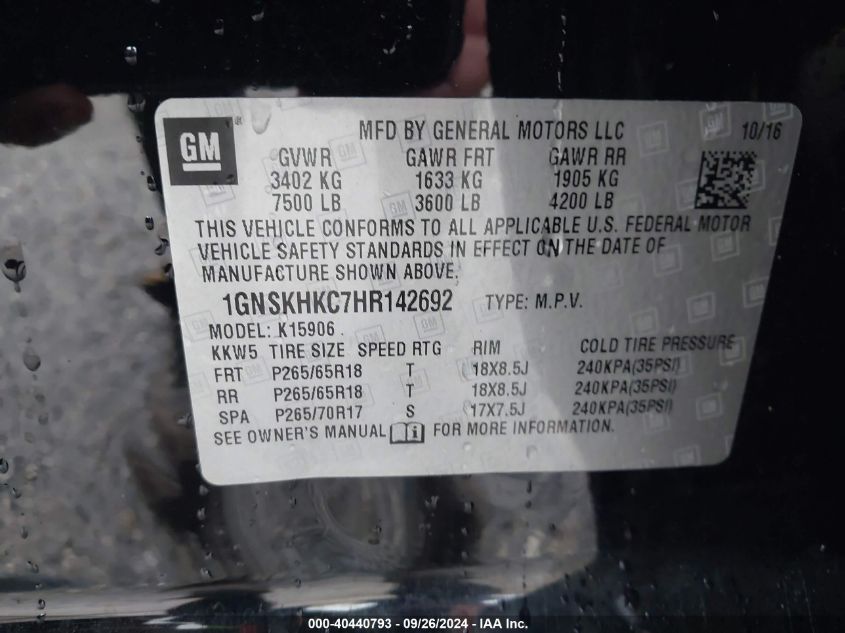 GM
MFD BY GENERAL MOTORS LLC 10/16
GVWR GAWR FRT GAWR RR
3402 KG 1633 KG 1905 KG
7500 LB 3600 LB 4200 LB
THIS VEHICLE CONFORMS TO ALL APPLICABLE U.S. FEDERAL MOTOR
VEHICLE SAFETY STANDARDS IN EFFECT ON THE DATE OF
MANUFACTURE SHOWN ABOVE.
1GNSKHKC7HR142692 TYPE: M.P.V.
MODEL: K15906
KKW5 TIRE SIZE SPEED RTG RIM COLD TIRE PRESSURE
FRT P265/65R18 T 18X8.5J 240KPA(35PSI)
RR P265/65R18 T 18X8.5J 240KPA(35PSI)
SPA P265/70R17 S 17X7.5J 240KPA(35PSI)
SEE OWNER'S MANUAL FOR MORE INFORMATION.
000-40440793 - 09/26/2024 - IAA Inc.